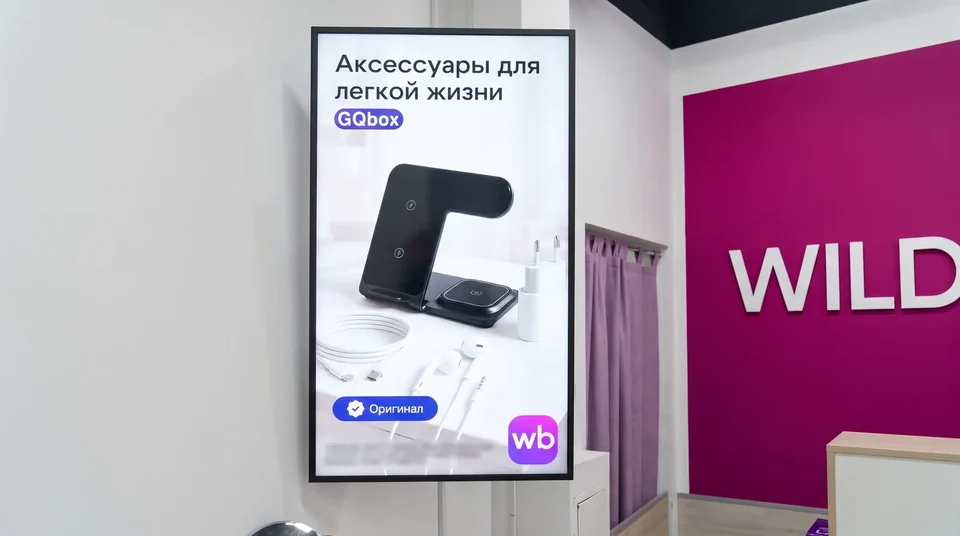 Аксессуары для
легкой жизни
GQbox
Оригинал
wb
WILD